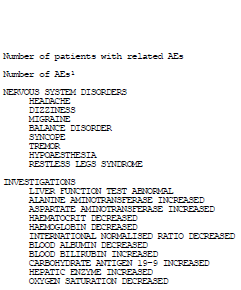 Number of patients with related AEs
Number of AEs¹
NERVOUS SYSTEM DISORDERS
HEADACHE
DIZZINESS
MIGRAINE
BALANCE DISORDER
SYNCOPE
TREMOR
HYPOAESTHESIA
RESTLESS LEGS SYNDROME
INVESTIGATIONS
LIVER FUNCTION TEST ABNORMAL
ALANINE AMINOTRANSFERASE INCREASED
ASPARTATE AMINOTRANSFERASE INCREASED
HAEMATOCRIT DECREASED
HAEMOGLOBIN DECREASED
INTERNATIONAL NORMALISED RATIO DECREASED
BLOOD ALBUMIN DECREASED
BLOOD BILIRUBIN INCREASED
CARBOHYDRATE ANTIGEN 19-9 INCREASED
HEPATIC ENZYME INCREASED
OXYGEN SATURATION DECREASED